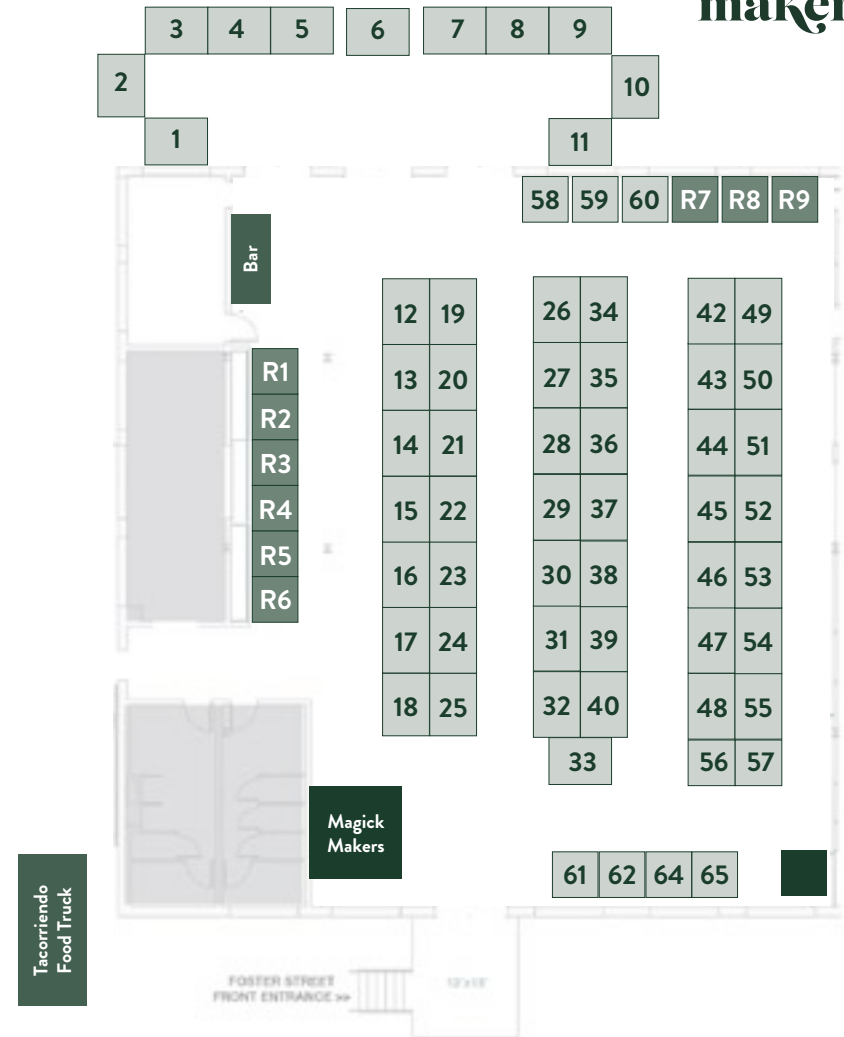 maker
3 4 5 6 7 8 9
2 10
1 11
58 59 60 R7 R8 R9
Bar
12 19 26 34 42 49
R1
13 20 27 35 43 50
R2
14 21 28 36 44 51
R3
15 22 29 37 45 52
R4
R5
16 23 30 38 46 53
R6
17 24 31 39 47 54
18 25 32 40 48 55
33 56 57
Magick
Makers
61 62 64 65
Tacorriendo
Food Truck
FOSTER STREET
FRONT ENTRANCE >>